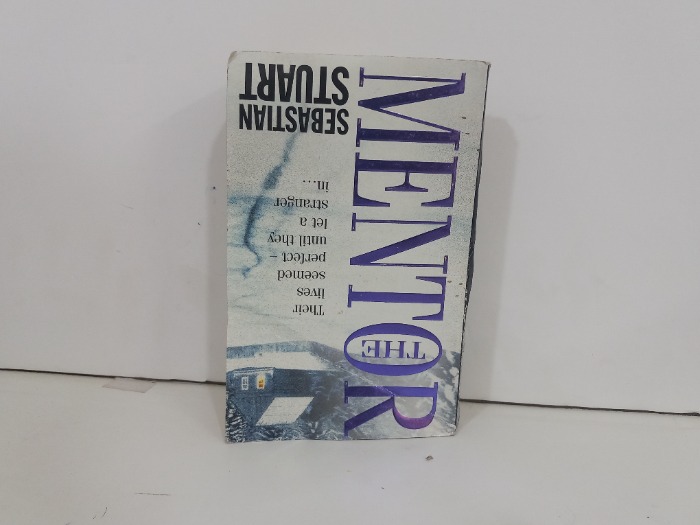 SEBASTIAN
STUART
Their
lives
seemed
perfect –
until they
let a
stranger
in…
THE
MENTOR